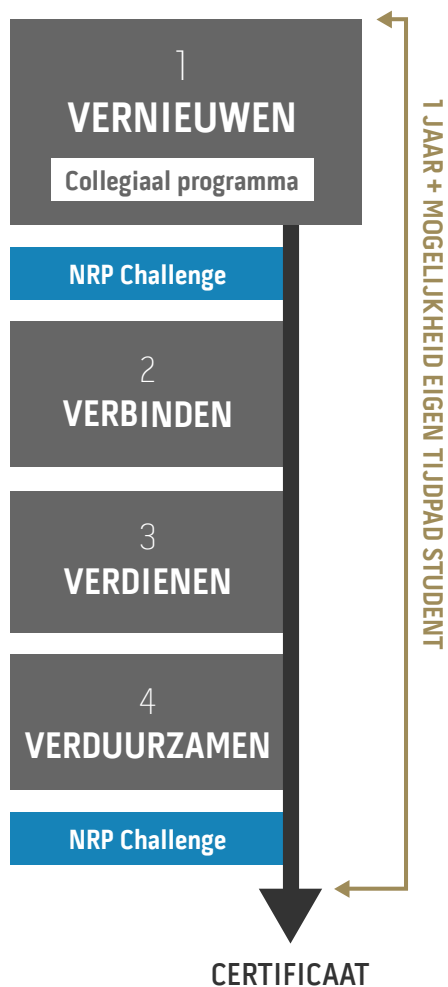 1
VERNIEUWEN
Collegiaal programma
NRP Challenge
2
VERBINDEN
3
VERDIENEN
4
VERDUURZAMEN
NRP Challenge
CERTIFICAAT
1 JAAR + MOGELIJKHEID EIGEN TIJDPAD STUDENT